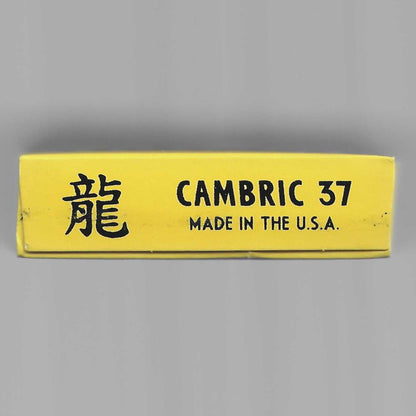 龍
CAMBRIC 37
MADE IN THE U.S.A.